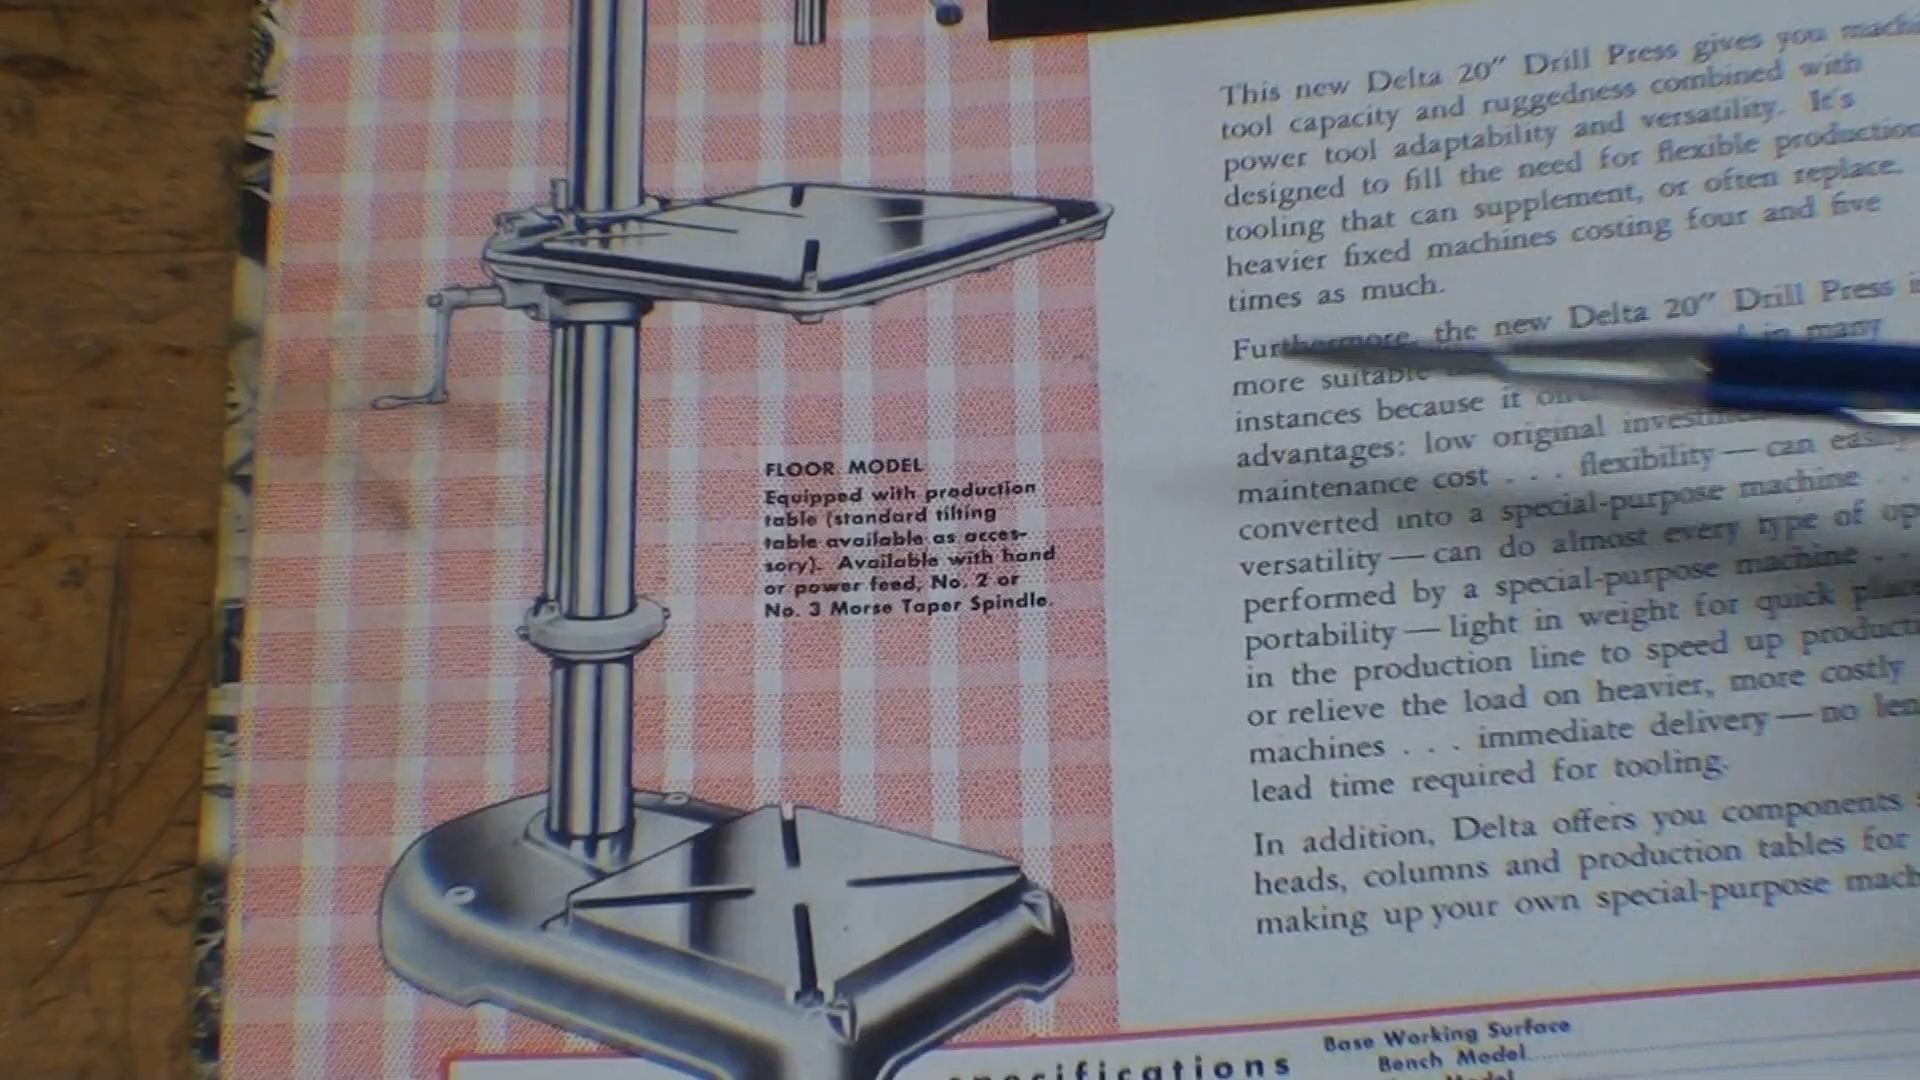 FLOOR MODEL
Equipped with production
table (standard tilting
table available as acces-
sory). Available with hand
or power feed, No. 2 or
No. 3 Morse Taper Spindle.
This new Delta 20" Drill Press gives you
tool capacity and ruggedness combined with
power tool adaptability and versatility. It's
designed to fill the need for flexible production
tooling that can supplement, or often replace,
heavier fixed machines costing four and five
times as much.
Furthermore, the new Delta 20" Drill Press
more suitable in many
instances because it
advantages: low original
maintenance cost . . . flexibility — can
converted into a special-purpose machine . .
versatility — can do almost every type of
performed by a special-purpose machine . .
portability — light in weight for quick
in the production line to speed up
or relieve the load on heavier, more costly
machines . . . immediate delivery — no
lead time required for tooling.
In addition, Delta offers you components
heads, columns and production tables for
making up your own special-purpose
specifications
Base Working Surface
Bench Model
Model